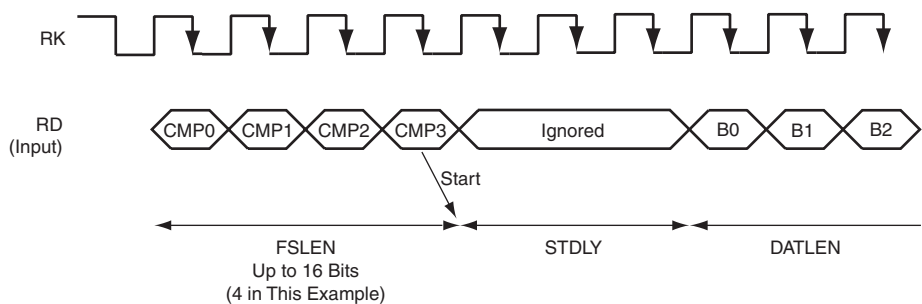 RK
RD
(Input)
CMP0 CMP1 CMP2 CMP3 Ignored B0 B1 B2
Start
FSLEN
Up to 16 Bits
(4 in This Example)
STDLY
DATLEN